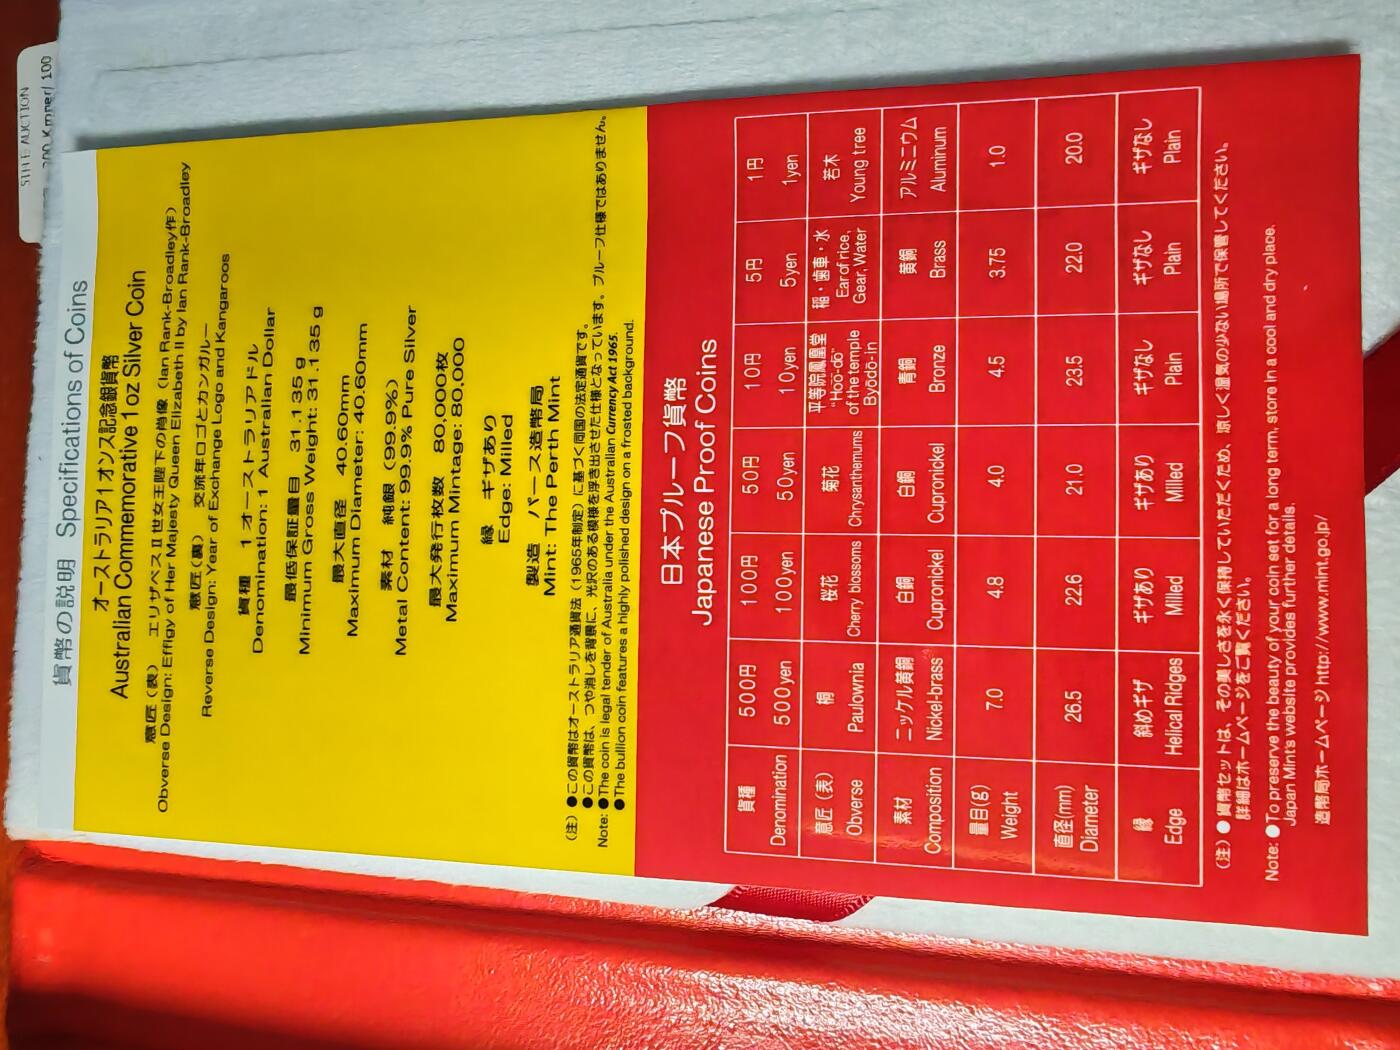 STHLE AUCTION
200 Kmner/ 100
貨幣の説明 Specifications of Coins
オーストラリア1オンス記念銀貨幣
Australian Commemorative 1oz Silver Coin
意匠(表) エリザベスⅡ世女王陛下の肖像(Ian Rank-Broadley作)
Obverse Design: Effigy of Her Majesty Queen Elizabeth II by Ian Rank-Broadley
意匠(裏) 交流年ロゴとカンガルー
Reverse Design: Year of Exchange Logo and Kangaroos
貨種 1オーストラリアドル
Denomination: 1 Australian Dollar
最低保証量目 31.135g
Minimum Gross Weight: 31.135g
最大直径 40.60mm
Maximum Diameter: 40.60mm
素材 純銀(99.9%)
Metal Content: 99.9% Pure Silver
最大発行枚数 80,000枚
Maximum Mintage: 80,000
縁 ギザあり
Edge: Milled
製造 パース造幣局
Mint: The Perth Mint
(注)●この貨幣はオーストラリア通貨法(1965年制定)に基づく同国の法定通貨です。
●この貨幣は、つや消しを背景に、光沢のある模様を浮き出させた仕様となっています。プルーフ仕様ではありません。
Note: ●The coin is legal tender of Australia under the Australian Currency Act 1965.
●The bullion coin features a highly polished design on a frosted background.
日本プルーフ貨幣
Japanese Proof Coins
貨種 500円 100円 50円 10円 5円 1円
Denomination 500yen 100yen 50yen 10yen 5yen 1yen
意匠(表) 桐 桜花 菊花 平等院鳳凰堂 稲・歯車・水 若木
Obverse Paulownia Cherry blossoms Chrysanthemums "Hoō-dō" of the temple Byōdō-in Ear of rice, Gear, Water Young tree
素材 ニッケル黄銅 白銅 白銅 青銅 黄銅 アルミニウム
Composition Nickel-brass Cupronickel Cupronickel Bronze Brass Aluminum
量目(g) 7.0 4.8 4.0 4.5 3.75 1.0
Weight
直径(mm) 26.5 22.6 21.0 23.5 22.0 20.0
Diameter
縁 斜めギザ ギザあり ギザあり ギザなし ギザなし ギザなし
Edge Helical Ridges Milled Milled Plain Plain Plain
(注)●貨幣セットは、その美しさを永く保持していただくため、涼しく湿気の少ない場所で保管してください。
詳細はホームページをご覧ください。
Note: ●To preserve the beauty of your coin set for a long term, store in a cool and dry place.
Japan Mint's website provides further details.
造幣局ホームページ http://www.mint.go.jp/